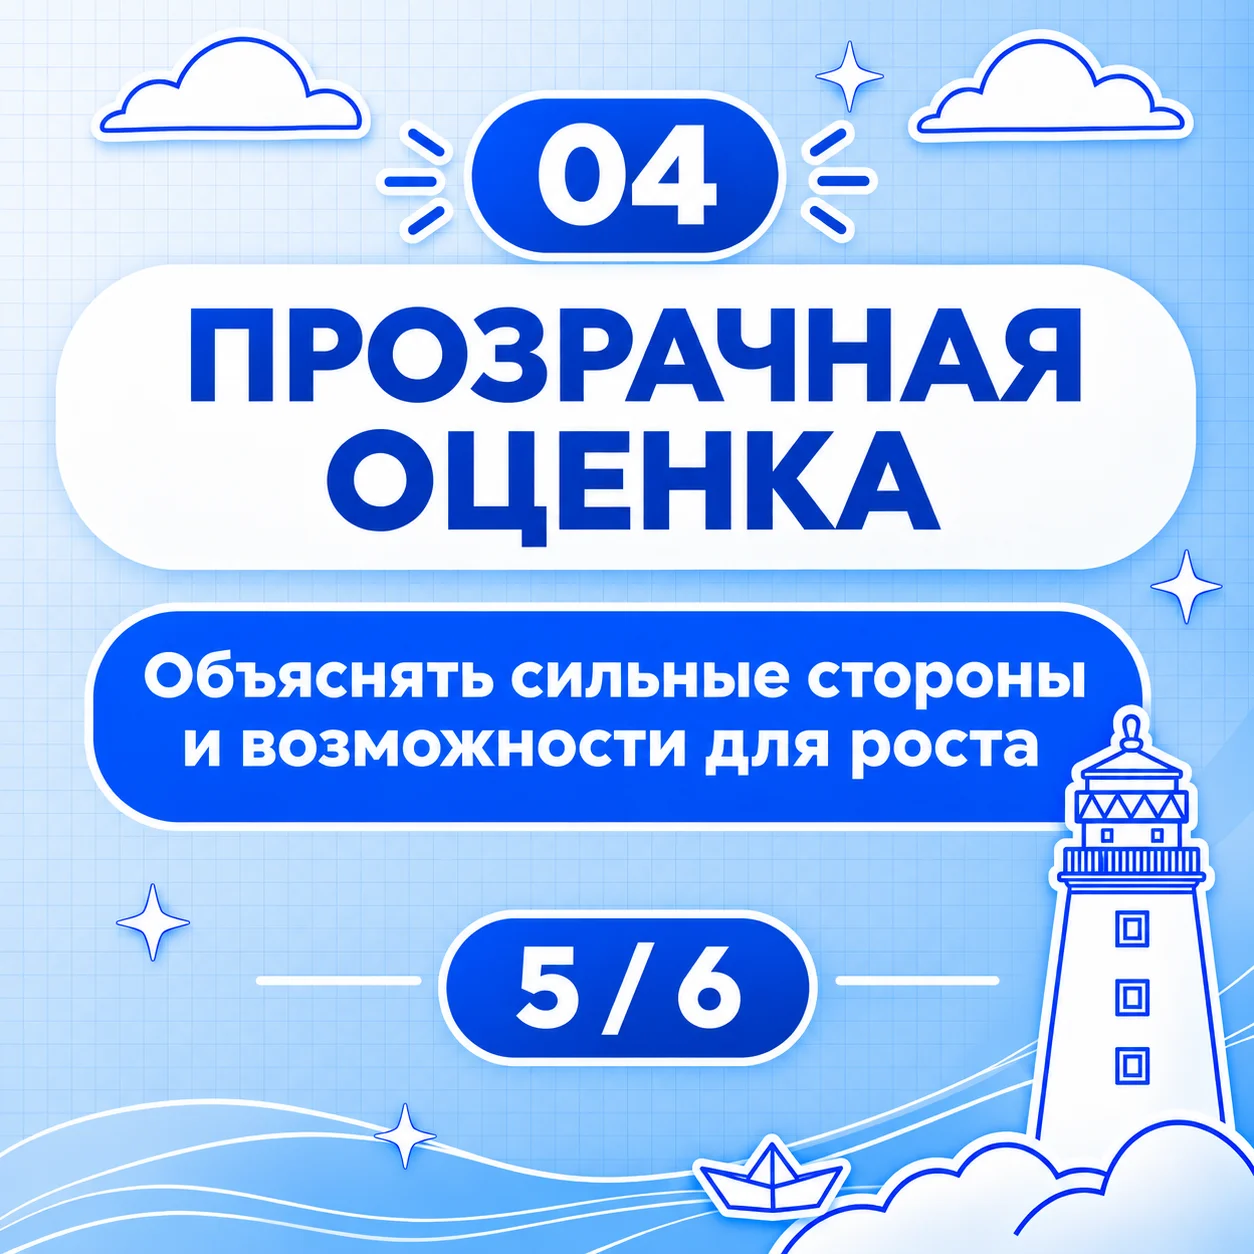 04
ПРОЗРАЧНАЯ
ОЦЕНКА
Объяснять сильные стороны
и возможности для роста
5 / 6